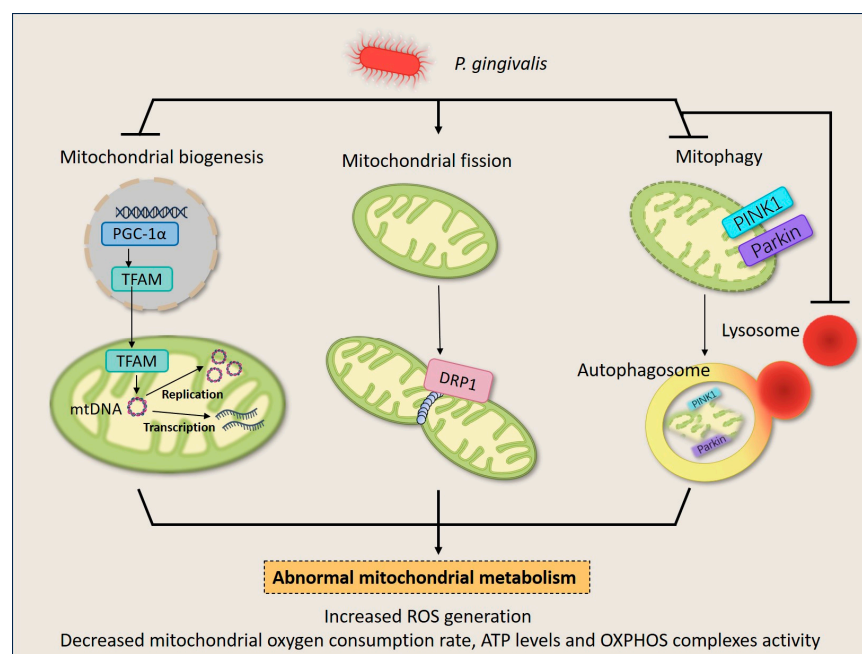 P. gingivalis
Mitochondrial biogenesis
Mitochondrial fission
Mitophagy
PGC-1α
TFAM
TFAM
mtDNA
Replication
Transcription
DRP1
PINK1
Parkin
Lysosome
Autophagosome
PINK1
Parkin
Abnormal mitochondrial metabolism
Increased ROS generation
Decreased mitochondrial oxygen consumption rate, ATP levels and OXPHOS complexes activity